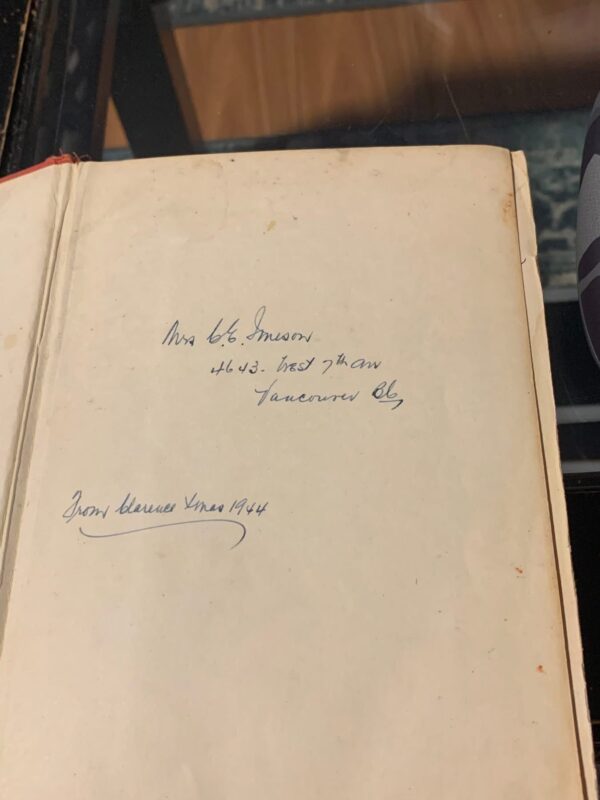 Mrs C.E. Imeson
4643. West 7th Av
Vancouver BC,
From Clarence Xmas 1944